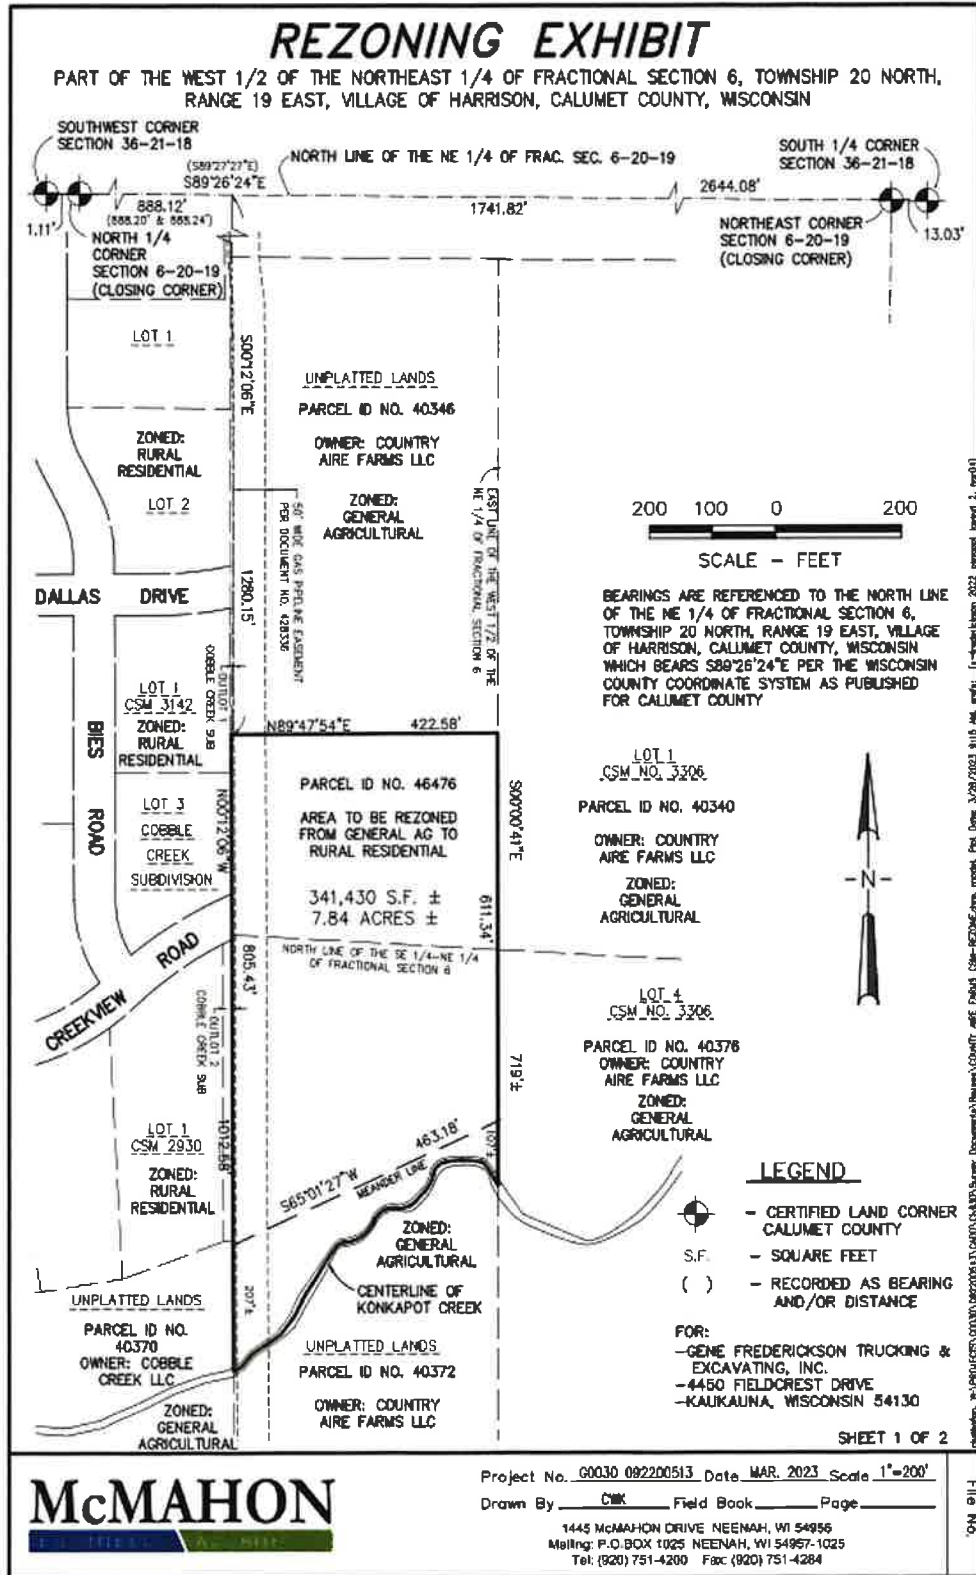 REZONING EXHIBIT
PART OF THE WEST 1/2 OF THE NORTHEAST 1/4 OF FRACTIONAL SECTION 6, TOWNSHIP 20 NORTH,
RANGE 19 EAST, VILLAGE OF HARRISON, CALUMET COUNTY, WISCONSIN
SOUTHWEST CORNER
SECTION 36-21-18
(S89°27'27"E)
S89°26'24"E
NORTH LINE OF THE NE 1/4 OF FRAC. SEC. 6-20-19
SOUTH 1/4 CORNER
SECTION 36-21-18
2644.08'
1.11'
888.12'
1741.82'
13.03'
NORTH 1/4
CORNER
SECTION 6-20-19
(CLOSING CORNER)
NORTHEAST CORNER
SECTION 6-20-19
(CLOSING CORNER)
LOT 1
S00°12'06"E
UNPLATTED LANDS
PARCEL ID NO. 40346
OWNER: COUNTRY
AIRE FARMS LLC
ZONED:
GENERAL
AGRICULTURAL
ZONED:
RURAL
RESIDENTIAL
LOT 2
50' WIDE GAS PIPELINE EASEMENT
PER DOCUMENT NO. 428336
EAST LINE OF THE WEST 1/2 OF THE
NE 1/4 OF FRACTIONAL SECTION 6
200 100 0 200
SCALE - FEET
DALLAS DRIVE
1280.15'
BEARINGS ARE REFERENCED TO THE NORTH LINE
OF THE NE 1/4 OF FRACTIONAL SECTION 6,
TOWNSHIP 20 NORTH, RANGE 19 EAST, VILLAGE
OF HARRISON, CALUMET COUNTY, WISCONSIN
WHICH BEARS S89°26'24"E PER THE WISCONSIN
COUNTY COORDINATE SYSTEM AS PUBLISHED
FOR CALUMET COUNTY
OUTLOT 1
COBBLE CREEK SUB
LOT 1
CSM 3142
ZONED:
RURAL
RESIDENTIAL
BIES ROAD
N89°47'54"E 422.58'
PARCEL ID NO. 46476
AREA TO BE REZONED
FROM GENERAL AG TO
RURAL RESIDENTIAL
341,430 S.F. ±
7.84 ACRES ±
S00°00'41"E
611.34'
LOT 1
CSM NO. 3306
PARCEL ID NO. 40340
OWNER: COUNTRY
AIRE FARMS LLC
ZONED:
GENERAL
AGRICULTURAL
-N-
LOT 3
COBBLE
CREEK
SUBDIVISION
N00°12'06"W
CREEKVIEW ROAD
NORTH LINE OF THE SE 1/4-NE 1/4
OF FRACTIONAL SECTION 6
805.43'
OUTLOT 2
COBBLE CREEK SUB
LOT 4
CSM NO. 3306
PARCEL ID NO. 40376
OWNER: COUNTRY
AIRE FARMS LLC
ZONED:
GENERAL
AGRICULTURAL
719'±
LOT 1
CSM 2930
ZONED:
RURAL
RESIDENTIAL
1012.68'
S65°01'27"W
463.18'
MEANDER LINE
107'±
ZONED:
GENERAL
AGRICULTURAL
CENTERLINE OF
KONKAPOT CREEK
207'±
UNPLATTED LANDS
PARCEL ID NO.
40370
OWNER: COBBLE
CREEK LLC
ZONED:
GENERAL
AGRICULTURAL
UNPLATTED LANDS
PARCEL ID NO. 40372
OWNER: COUNTRY
AIRE FARMS LLC
LEGEND
- CERTIFIED LAND CORNER
CALUMET COUNTY
S.F. - SQUARE FEET
( ) - RECORDED AS BEARING
AND/OR DISTANCE
FOR:
-GENE FREDERICKSON TRUCKING &
EXCAVATING, INC.
-4450 FIELDCREST DRIVE
-KAUKAUNA, WISCONSIN 54130
SHEET 1 OF 2
McMAHON
Project No. G0030 092200513 Date MAR. 2023 Scale 1"=200'
Drawn By CWK Field Book Page
1445 McMAHON DRIVE NEENAH, WI 54956
Mailing: P.O.BOX 1025 NEENAH, WI 54957-1025
Tel: (920) 751-4200 Fax: (920) 751-4284
File No.